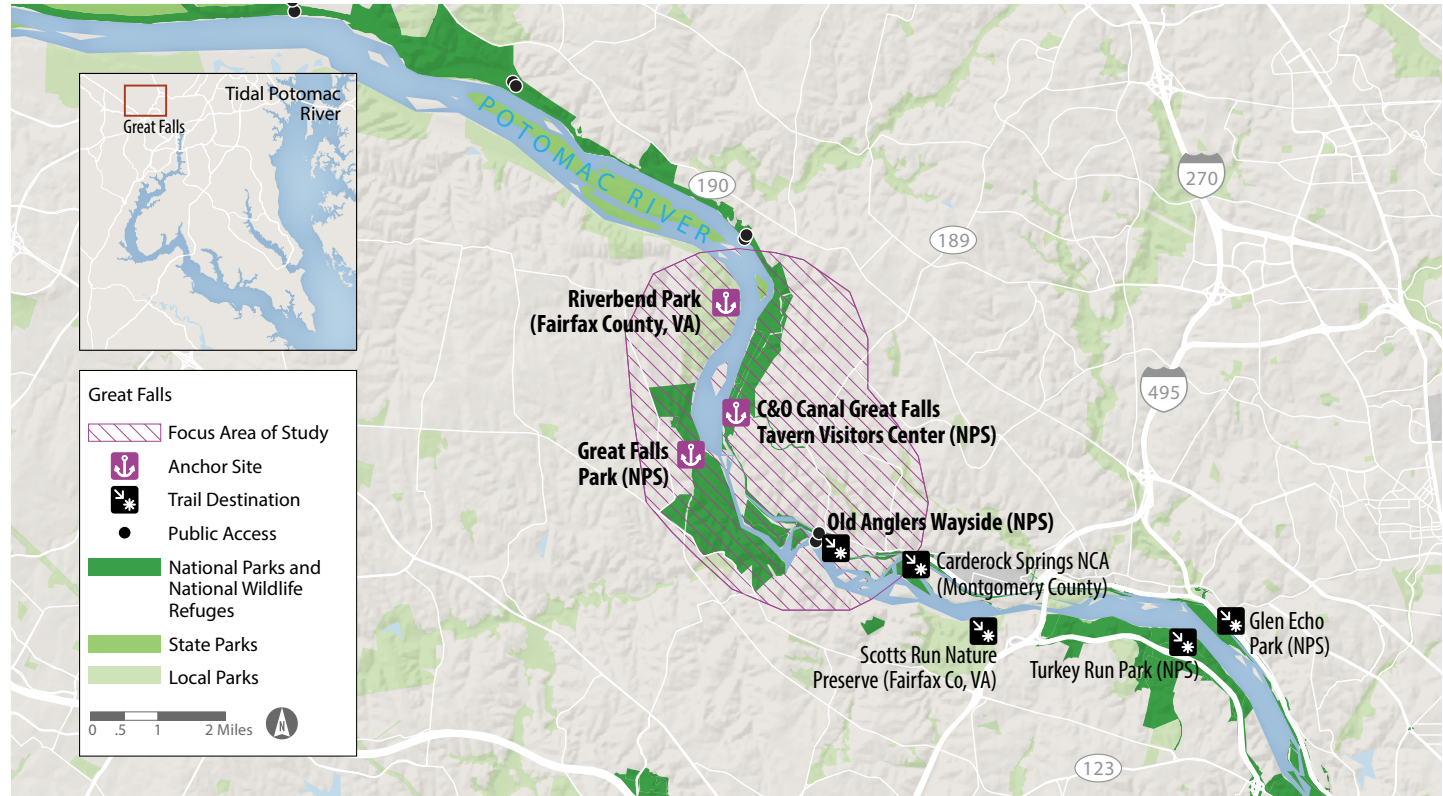 Tidal Potomac
River
Great Falls
POTOMAC RIVER
190
270
189
495
123
Riverbend Park
(Fairfax County, VA)
C&O Canal Great Falls
Tavern Visitors Center (NPS)
Great Falls
Park (NPS)
Old Anglers Wayside (NPS)
Carderock Springs NCA
(Montgomery County)
Glen Echo
Park (NPS)
Scotts Run Nature
Preserve (Fairfax Co, VA)
Turkey Run Park (NPS)
Great Falls
Focus Area of Study
Anchor Site
Trail Destination
Public Access
National Parks and
National Wildlife
Refuges
State Parks
Local Parks
0 .5 1 2 Miles
N